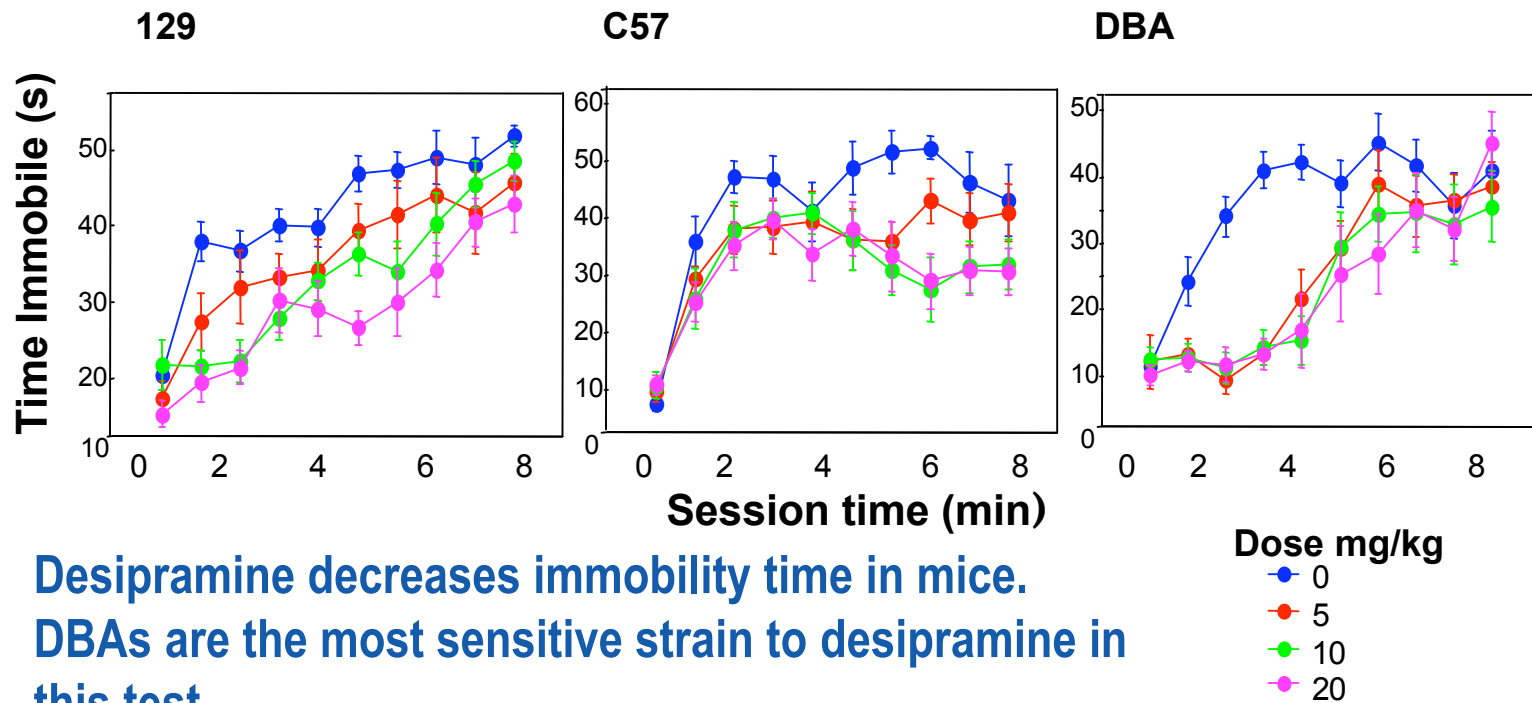 129 C57 DBA
Time Immobile (s)
50
40
30
20
10
0 2 4 6 8
60
50
40
30
20
10
0
0 2 4 6 8
50
40
30
20
10
0
0 2 4 6 8
Session time (min)
Desipramine decreases immobility time in mice.
DBAs are the most sensitive strain to desipramine in
this test
Dose mg/kg
0
5
10
20